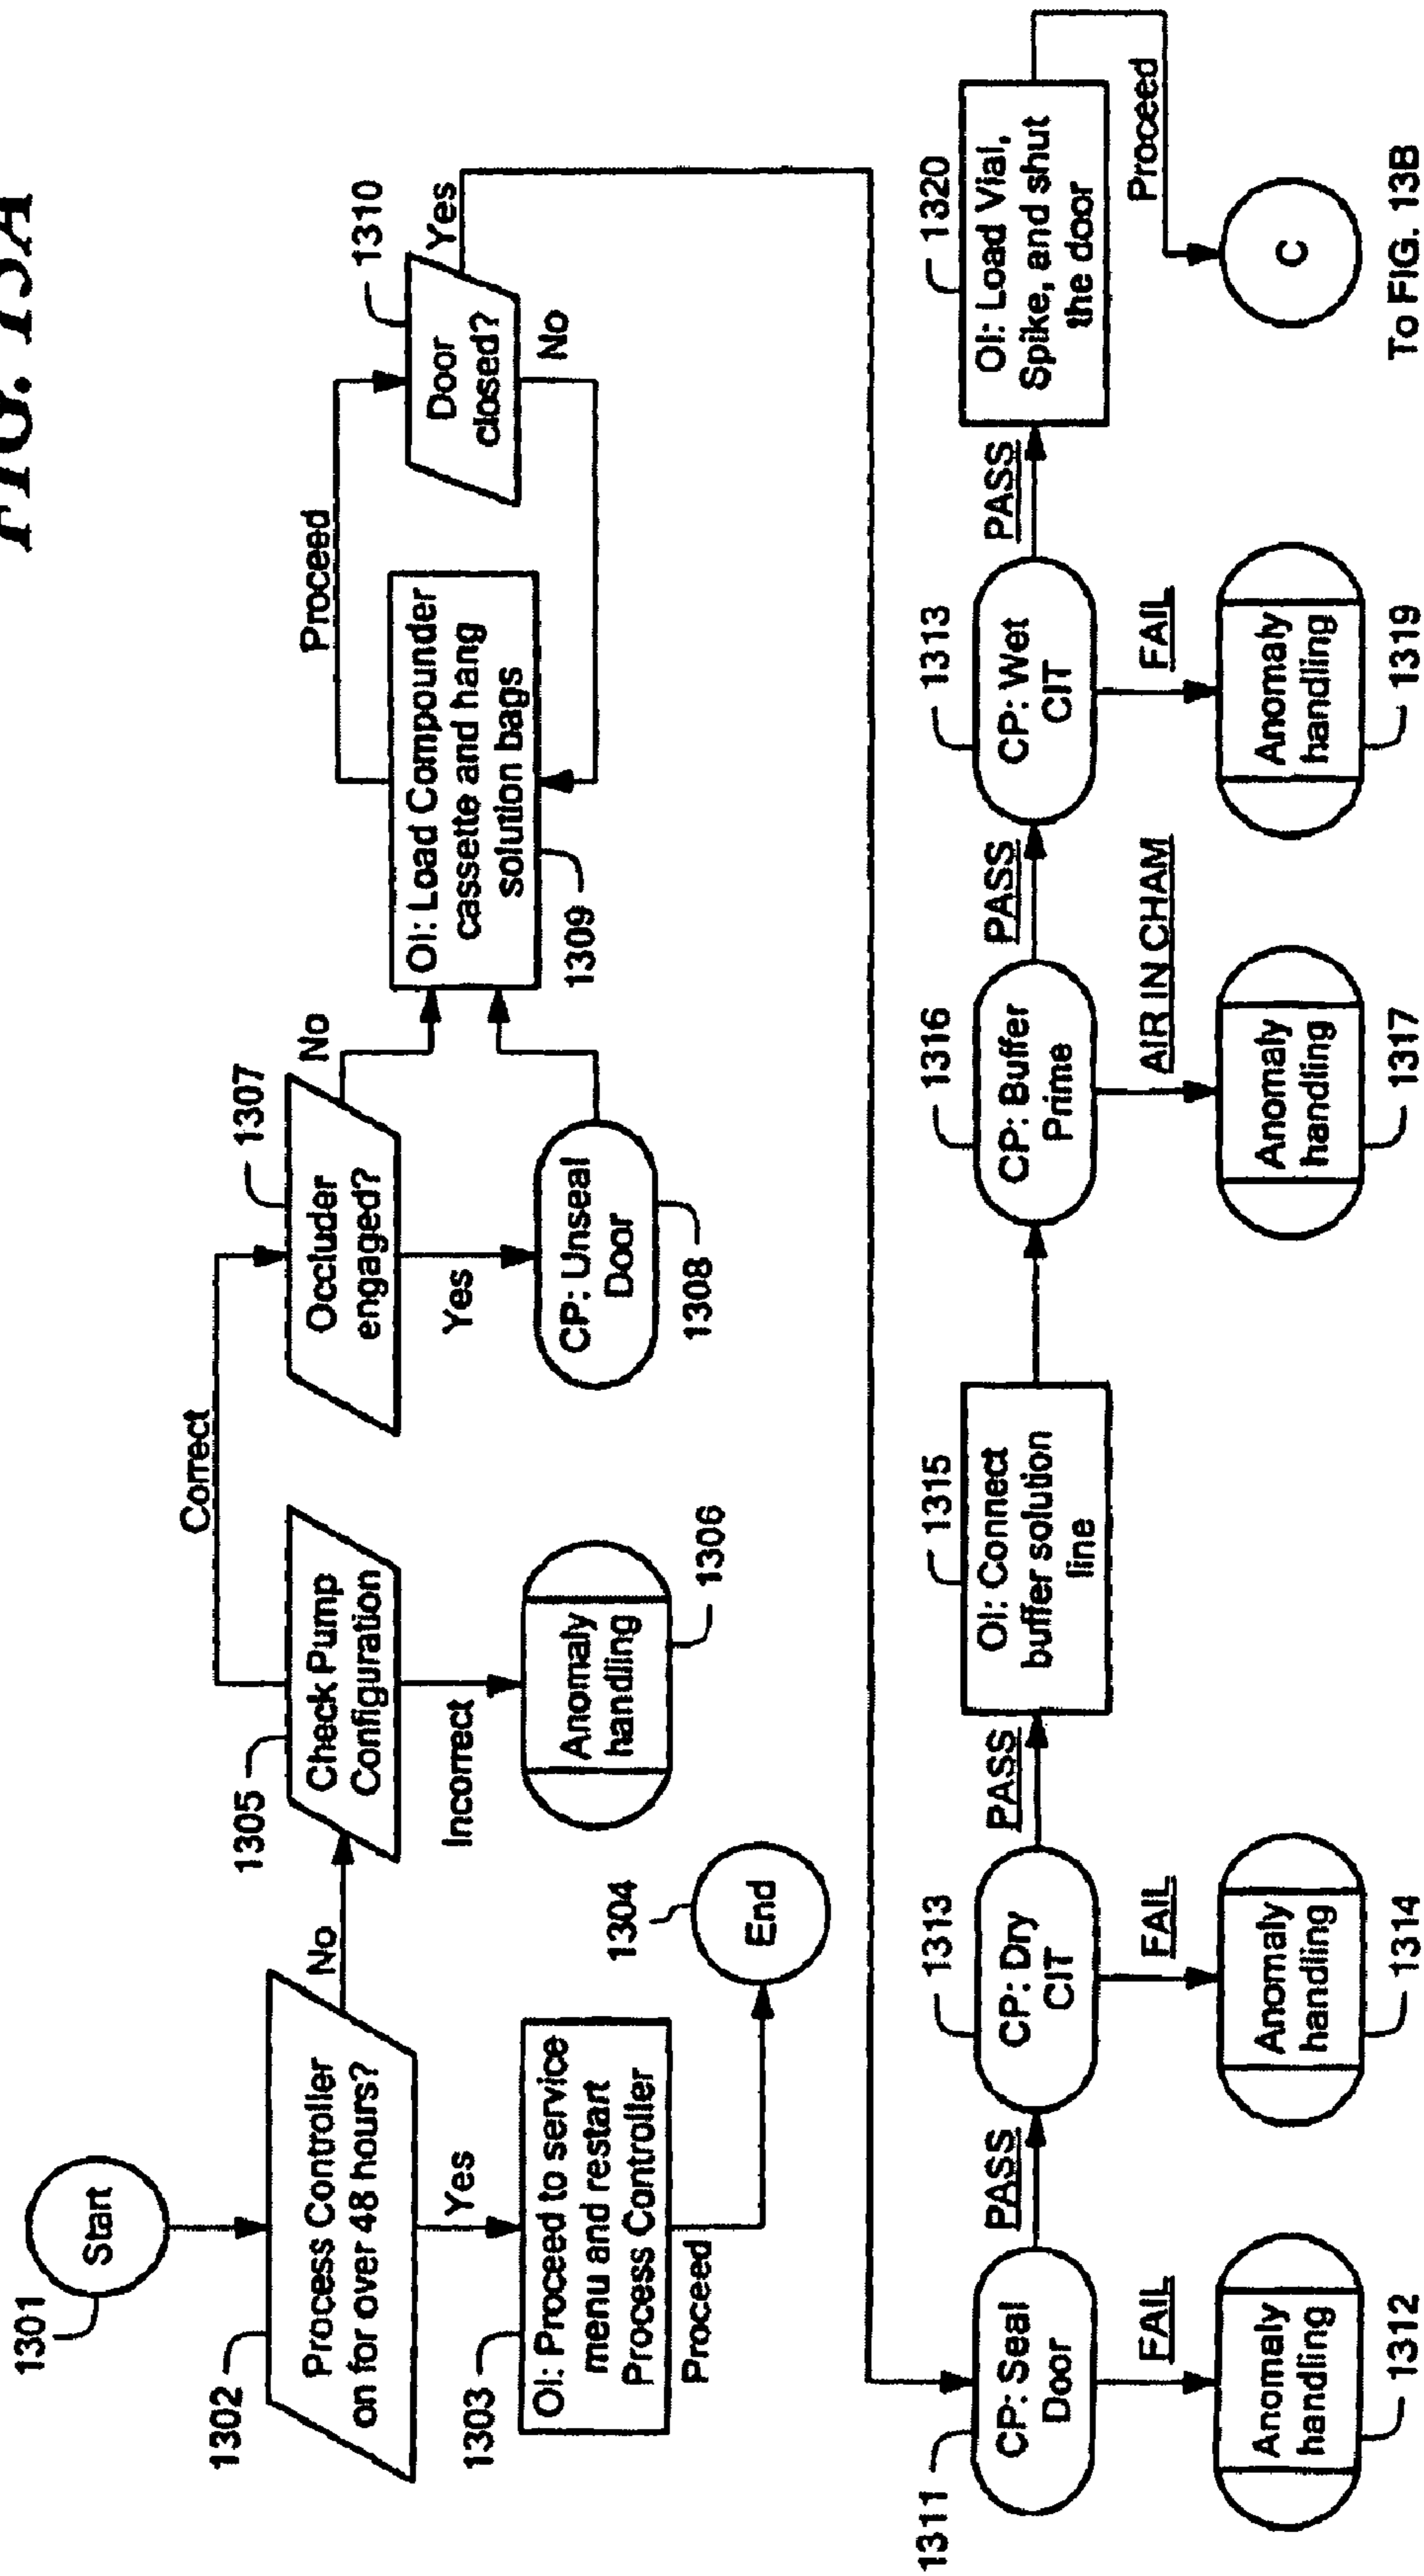 FIG. 13A
1301
Start
1302
Process Controller
on for over 48 hours?
No
Yes
1303
OI: Proceed to service
menu and restart
Process Controller
Proceed
1304
End
1305
Check Pump
Configuration
Correct
Incorrect
Anomaly
handling
1306
1307
Occluder
engaged?
No
Yes
CP: Unseal
Door
1308
OI: Load Compounder
cassette and hang
solution bags
1309
Proceed
1310
Door
closed?
Yes
No
1311
CP: Seal
Door
PASS
FAIL
Anomaly
handling
1312
1313
CP: Dry
CIT
PASS
FAIL
Anomaly
handling
1314
1315
OI: Connect
buffer solution
line
1316
CP: Buffer
Prime
PASS
AIR IN CHAM
Anomaly
handling
1317
1313
CP: Wet
CIT
PASS
FAIL
Anomaly
handling
1319
1320
OI: Load Vial,
Spike, and shut
the door
Proceed
C
To FIG. 13B